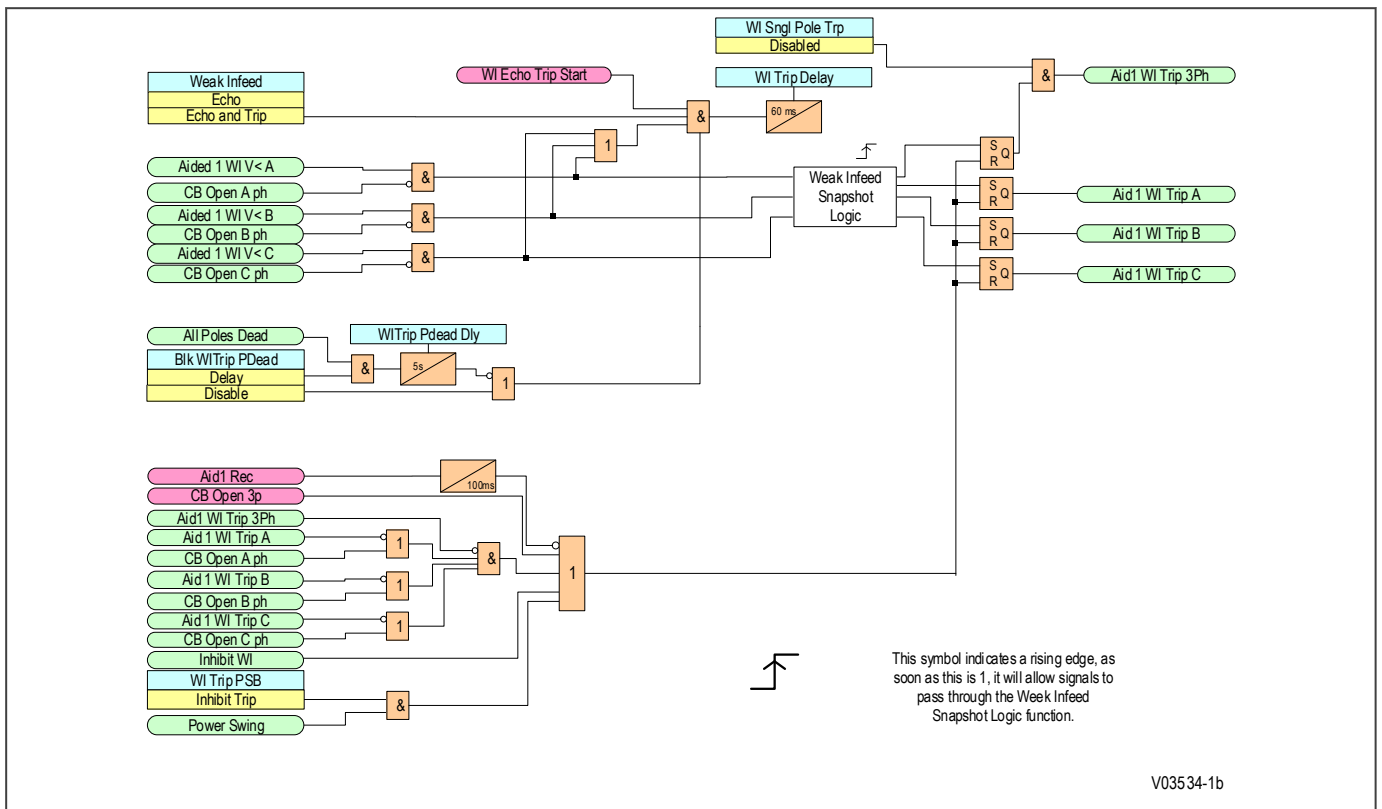 WI Sngl Pole Trp
Disabled
Weak Infeed
Echo
Echo and Trip
WI Echo Trip Start
WI Trip Delay
60 ms
&
&
Aid1 WI Trip 3Ph
1
Aided 1 WI V< A
CB Open A ph
Aided 1 WI V< B
CB Open B ph
Aided 1 WI V< C
CB Open C ph
&
&
&
Weak Infeed
Snapshot
Logic
S
Q
R
S
Q
R
S
Q
R
S
Q
R
Aid 1 WI Trip A
Aid 1 WI Trip B
Aid 1 WI Trip C
All Poles Dead
Blk WITrip PDead
Delay
Disable
&
WITrip Pdead Dly
5s
1
Aid1 Rec
CB Open 3p
100ms
Aid1 WI Trip 3Ph
Aid 1 WI Trip A
CB Open A ph
Aid 1 WI Trip B
CB Open B ph
Aid 1 WI Trip C
CB Open C ph
Inhibit WI
WI Trip PSB
Inhibit Trip
Power Swing
1
1
1
&
&
1
This symbol indicates a rising edge, as
soon as this is 1, it will allow signals to
pass through the Week Infeed
Snapshot Logic function.
V03534-1b